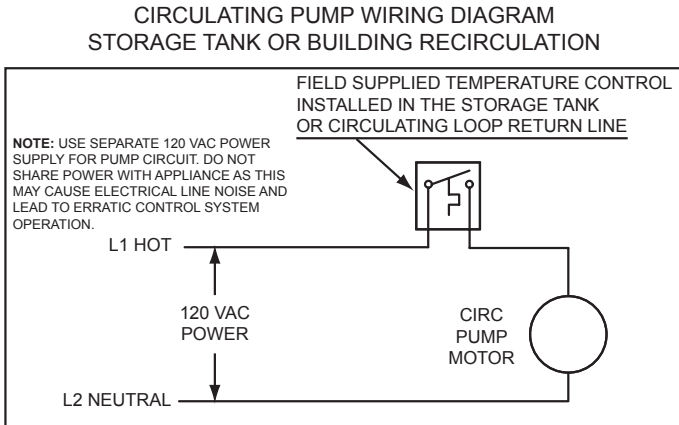 CIRCULATING PUMP WIRING DIAGRAM
STORAGE TANK OR BUILDING RECIRCULATION
FIELD SUPPLIED TEMPERATURE CONTROL
INSTALLED IN THE STORAGE TANK
OR CIRCULATING LOOP RETURN LINE
NOTE: USE SEPARATE 120 VAC POWER
SUPPLY FOR PUMP CIRCUIT. DO NOT
SHARE POWER WITH APPLIANCE AS THIS
MAY CAUSE ELECTRICAL LINE NOISE AND
LEAD TO ERRATIC CONTROL SYSTEM
OPERATION.
L1 HOT
120 VAC
POWER
CIRC
PUMP
MOTOR
L2 NEUTRAL